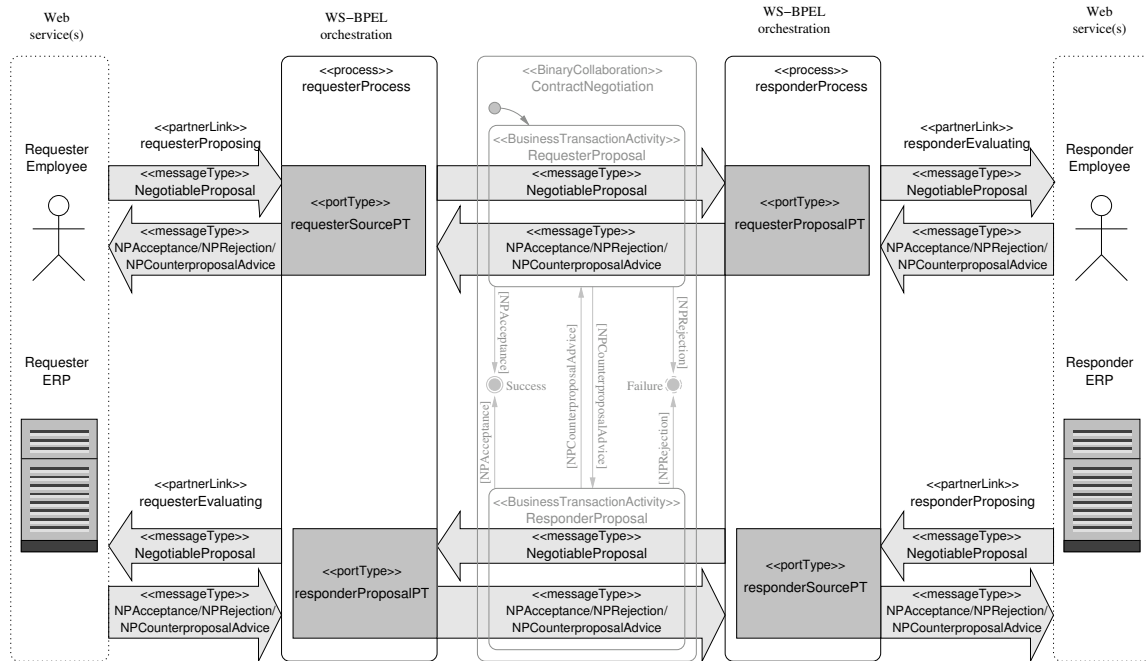 Web
service(s)
WS−BPEL
orchestration
WS−BPEL
orchestration
Web
service(s)
<<process>>
requesterProcess
<<BinaryCollaboration>>
ContractNegotiation
<<process>>
responderProcess
<<partnerLink>>
requesterProposing
<<partnerLink>>
responderEvaluating
Requester
Employee
<<BusinessTransactionActivity>>
RequesterProposal
Responder
Employee
<<messageType>>
NegotiableProposal
<<messageType>>
NegotiableProposal
<<messageType>>
NegotiableProposal
<<portType>>
requesterSourcePT
<<portType>>
requesterProposalPT
<<messageType>>
NPAcceptance/NPRejection/
NPCounterproposalAdvice
<<messageType>>
NPAcceptance/NPRejection/
NPCounterproposalAdvice
<<messageType>>
NPAcceptance/NPRejection/
NPCounterproposalAdvice
[NPAcceptance]
[NPCounterproposalAdvice]
[NPCounterproposalAdvice]
[NPRejection]
Requester
ERP
Success
Failure
Responder
ERP
[NPAcceptance]
[NPRejection]
<<partnerLink>>
requesterEvaluating
<<BusinessTransactionActivity>>
ResponderProposal
<<partnerLink>>
responderProposing
<<messageType>>
NegotiableProposal
<<messageType>>
NegotiableProposal
<<messageType>>
NegotiableProposal
<<portType>>
responderProposalPT
<<portType>>
responderSourcePT
<<messageType>>
NPAcceptance/NPRejection/
NPCounterproposalAdvice
<<messageType>>
NPAcceptance/NPRejection/
NPCounterproposalAdvice
<<messageType>>
NPAcceptance/NPRejection/
NPCounterproposalAdvice